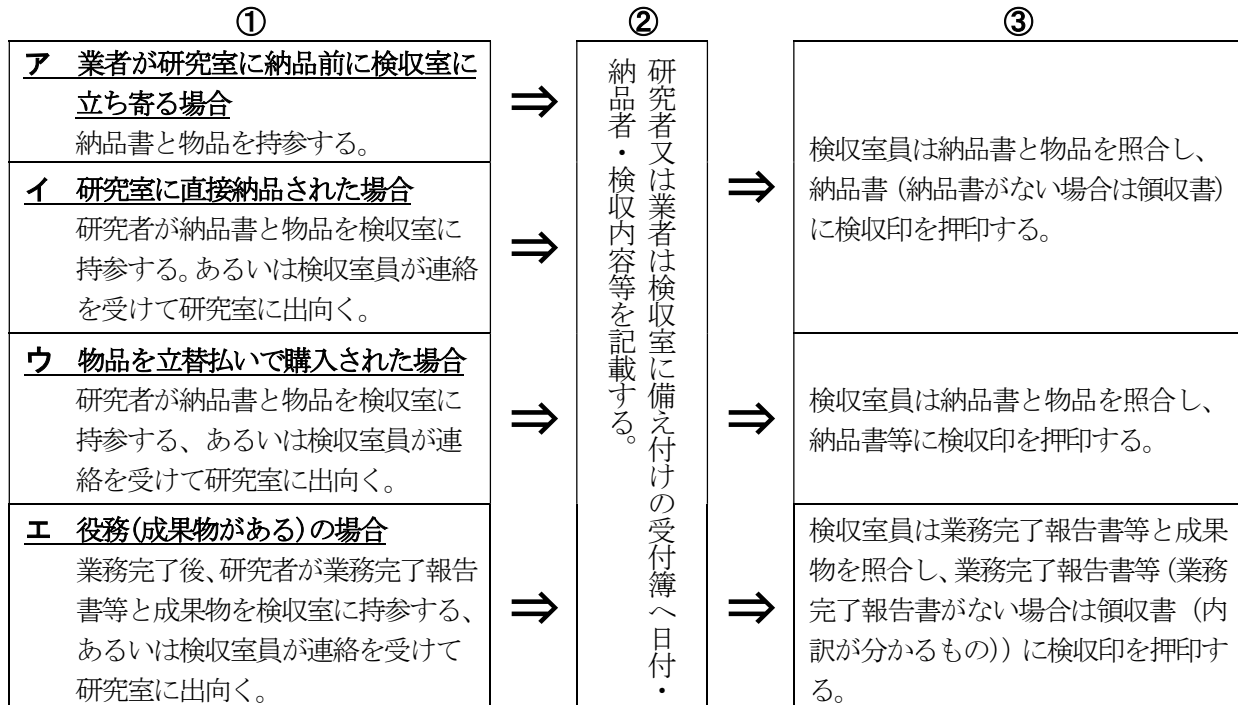 ①
②
③
ア 業者が研究室に納品前に検収室に
立ち寄る場合
納品書と物品を持参する。
イ 研究室に直接納品された場合
研究者が納品書と物品を検収室に
持参する。あるいは検収室員が連絡
を受けて研究室に出向く。
ウ 物品を立替払いで購入された場合
研究者が納品書と物品を検収室に
持参する、あるいは検収室員が連
絡を受けて研究室に出向く。
エ 役務(成果物がある)の場合
業務完了後、研究者が業務完了報告
書等と成果物を検収室に持参する、
あるいは検収室員が連絡を受けて
研究室に出向く。
⇒
⇒
⇒
⇒
研究者又は業者は検収室に備え付けの受付簿へ日付・
納品者・検収内容等を記載する。
⇒
⇒
⇒
検収室員は納品書と物品を照合し、
納品書(納品書がない場合は領収書)
に検収印を押印する。
検収室員は納品書と物品を照合し、
納品書等に検収印を押印する。
検収室員は業務完了報告書等と成果
物を照合し、業務完了報告書等(業務
完了報告書がない場合は領収書(内
訳が分かるもの))に検収印を押印す
る。